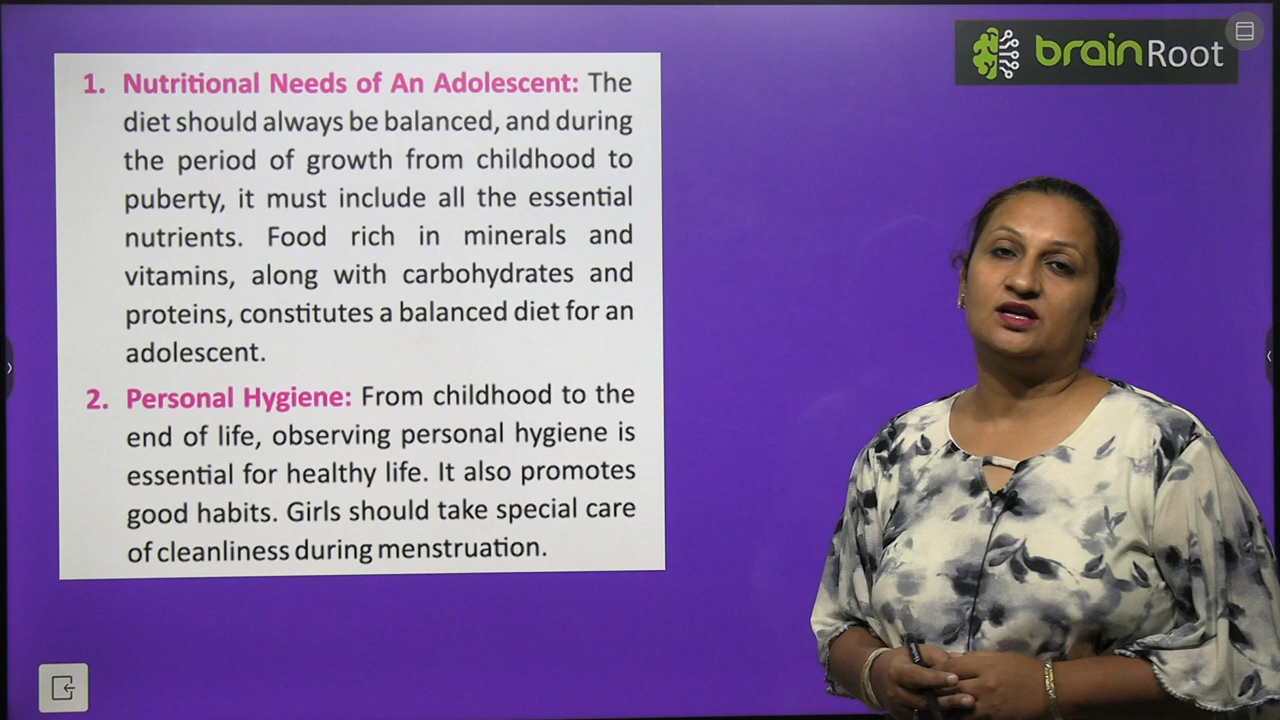 brainRoot
1. Nutritional Needs of An Adolescent: The
diet should always be balanced, and during
the period of growth from childhood to
puberty, it must include all the essential
nutrients. Food rich in minerals and
vitamins, along with carbohydrates and
proteins, constitutes a balanced diet for an
adolescent.
2. Personal Hygiene: From childhood to the
end of life, observing personal hygiene is
essential for healthy life. It also promotes
good habits. Girls should take special care
of cleanliness during menstruation.